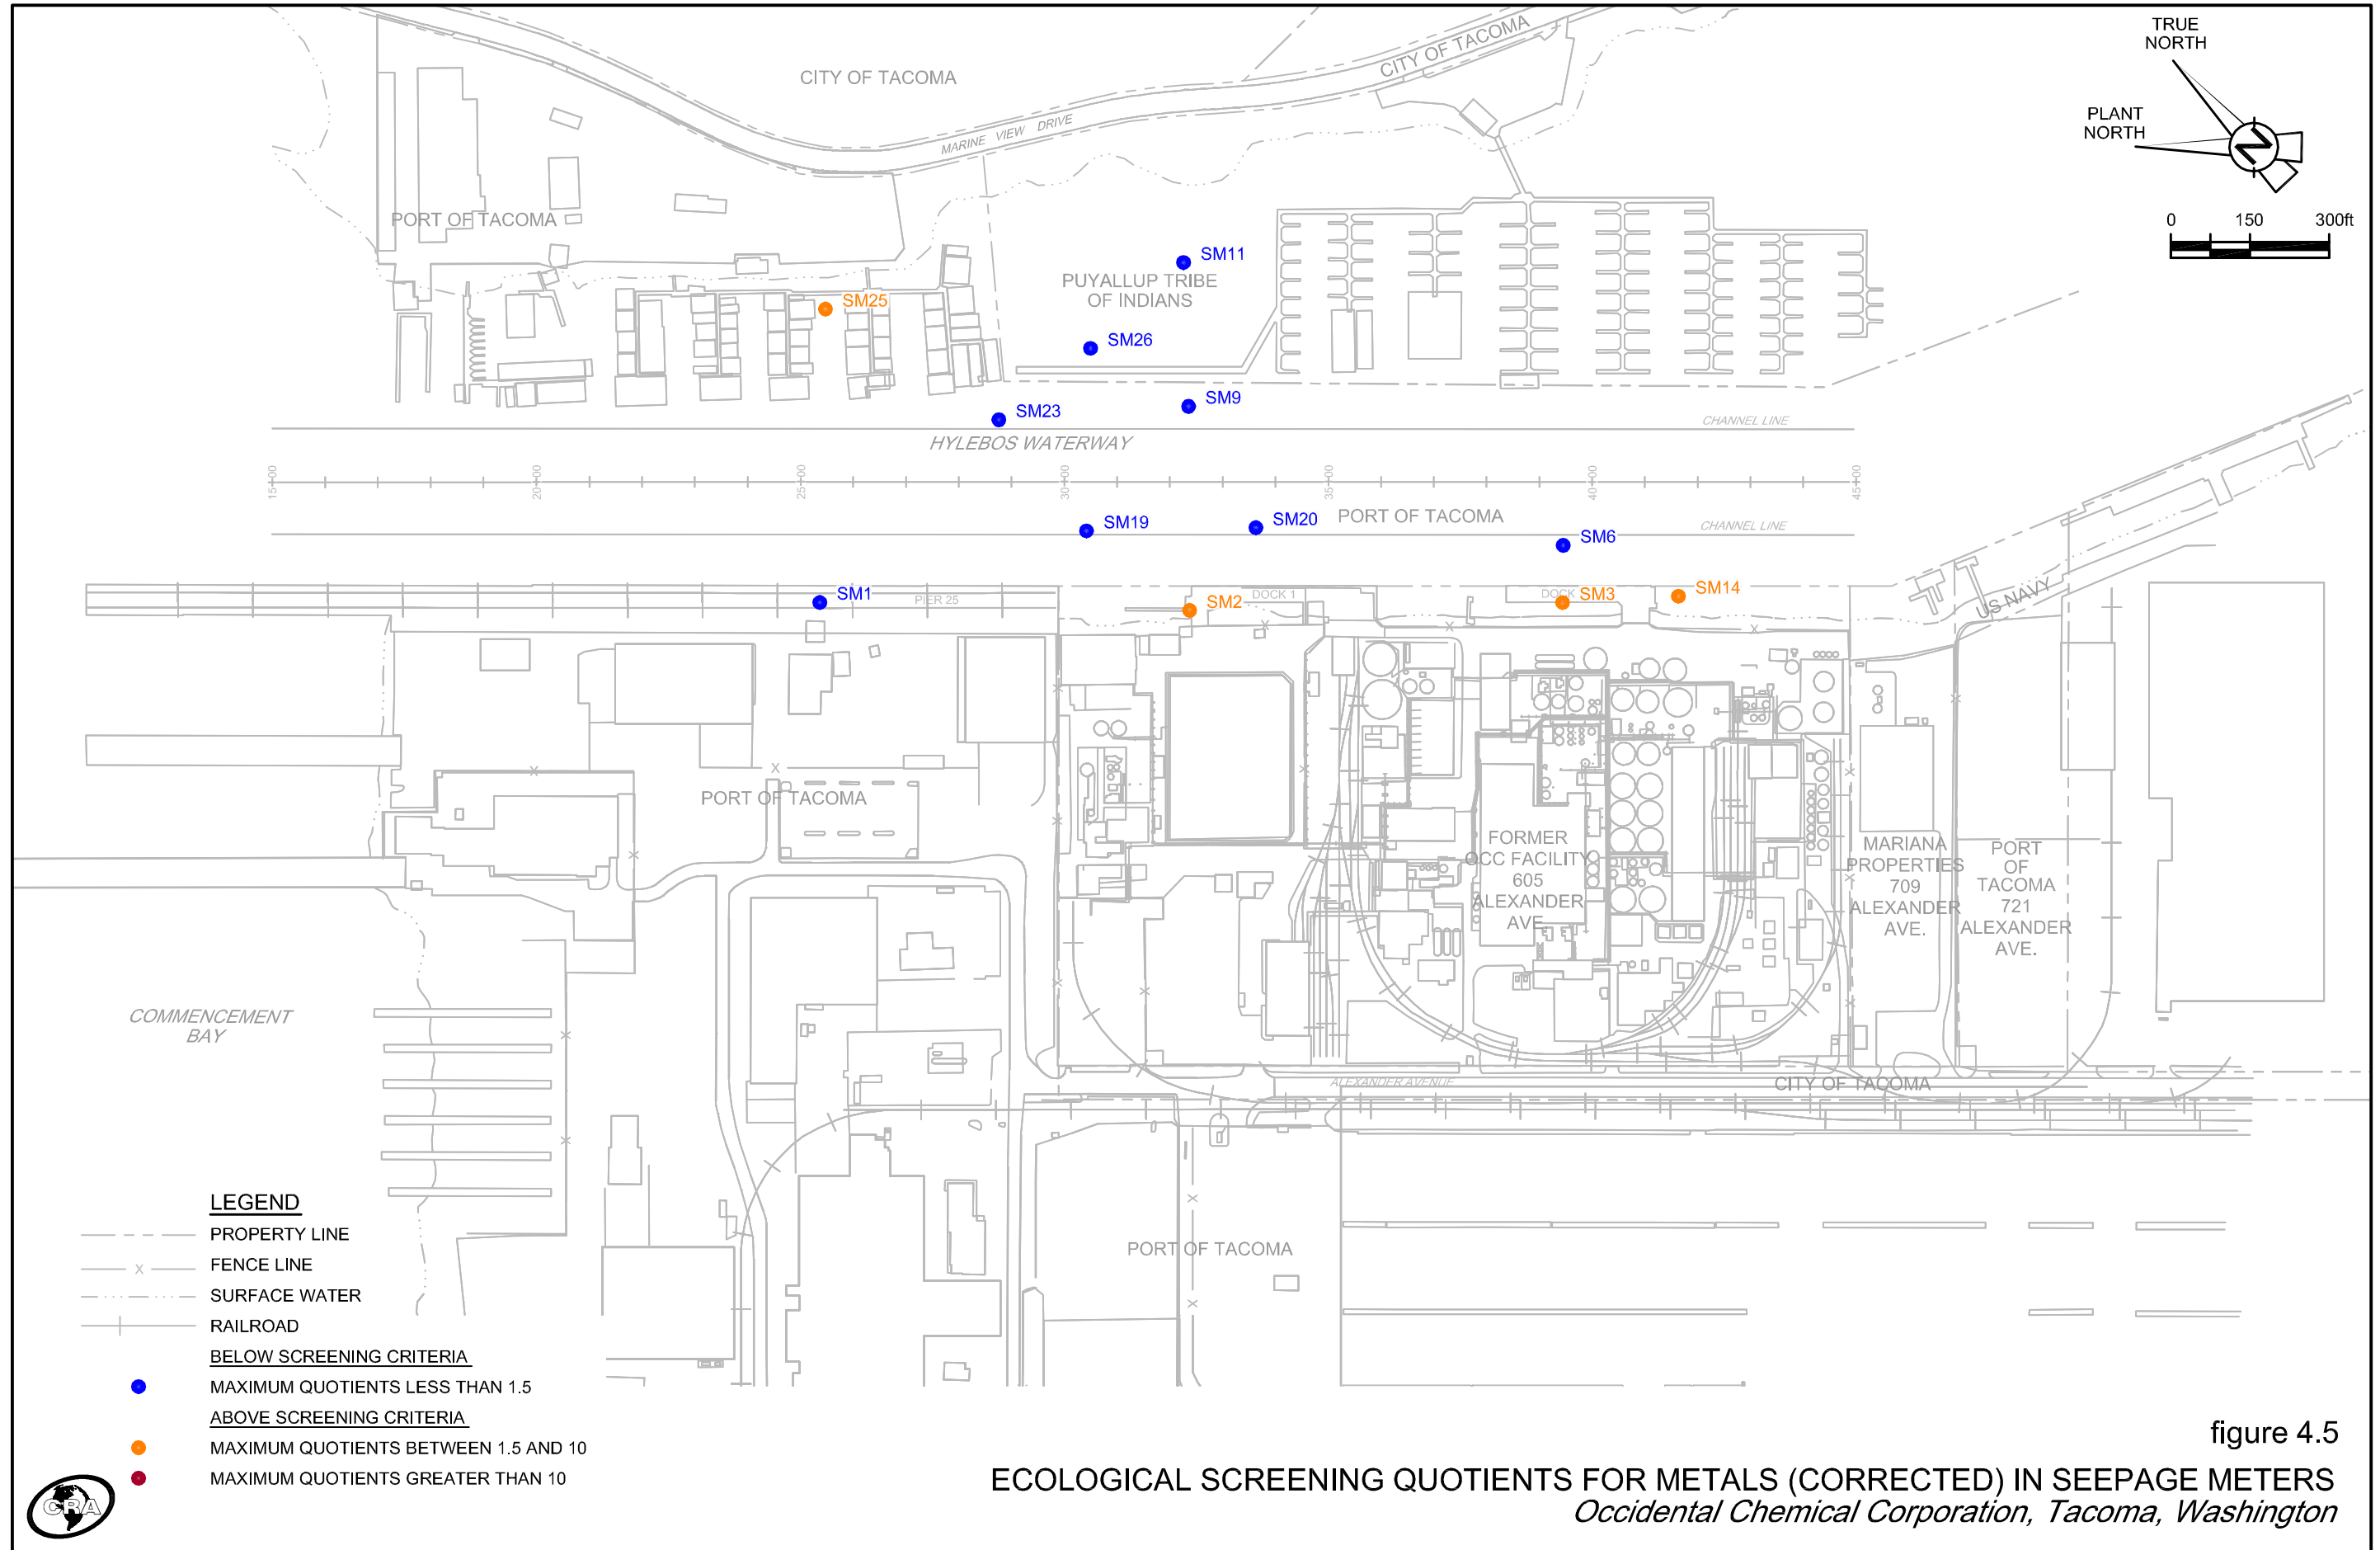 TRUE
NORTH
PLANT
NORTH
0 150 300ft
CITY OF TACOMA
CITY OF TACOMA
MARINE VIEW DRIVE
PORT OF TACOMA
SM11
PUYALLUP TRIBE
OF INDIANS
SM25
SM26
SM9
SM23
CHANNEL LINE
HYLEBOS WATERWAY
15+00 20+00 25+00 30+00 35+00 40+00 45+00
SM19
SM20
PORT OF TACOMA
CHANNEL LINE
SM6
SM1
PIER 25
SM2
DOCK 1
DOCK
SM3
SM14
US NAVY
PORT OF TACOMA
FORMER
OCC FACILITY
605
ALEXANDER
AVE.
MARIANA
PROPERTIES
709
ALEXANDER
AVE.
PORT
OF
TACOMA
721
ALEXANDER
AVE.
COMMENCEMENT
BAY
ALEXANDER AVENUE
CITY OF TACOMA
PORT OF TACOMA
LEGEND
PROPERTY LINE
X FENCE LINE
SURFACE WATER
RAILROAD
BELOW SCREENING CRITERIA
MAXIMUM QUOTIENTS LESS THAN 1.5
ABOVE SCREENING CRITERIA
MAXIMUM QUOTIENTS BETWEEN 1.5 AND 10
MAXIMUM QUOTIENTS GREATER THAN 10
CRA
figure 4.5
ECOLOGICAL SCREENING QUOTIENTS FOR METALS (CORRECTED) IN SEEPAGE METERS
Occidental Chemical Corporation, Tacoma, Washington